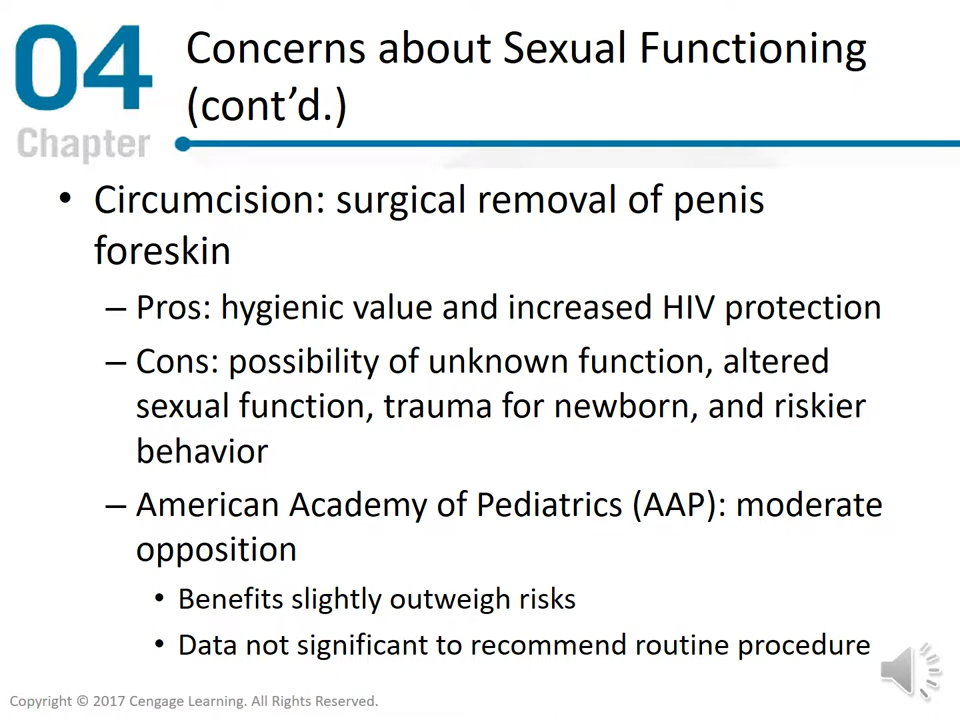 04
Chapter
Concerns about Sexual Functioning
(cont’d.)
• Circumcision: surgical removal of penis
foreskin
– Pros: hygienic value and increased HIV protection
– Cons: possibility of unknown function, altered
sexual function, trauma for newborn, and riskier
behavior
– American Academy of Pediatrics (AAP): moderate
opposition
• Benefits slightly outweigh risks
• Data not significant to recommend routine procedure
Copyright © 2017 Cengage Learning. All Rights Reserved.